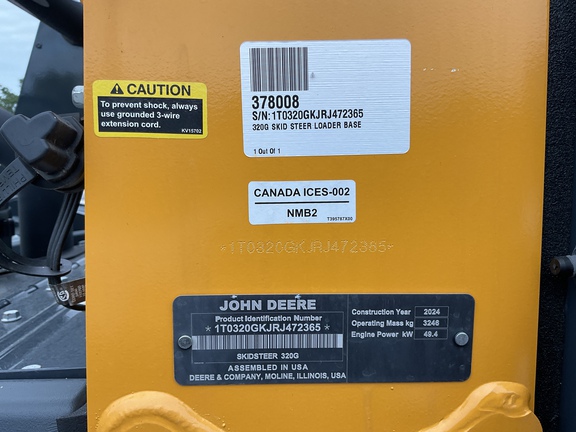 CAUTION
To prevent shock, always
use grounded 3-wire
extension cord.
KV15702
378008
S/N:1T0320GKJRJ472365
320G SKID STEER LOADER BASE
1 Out Of 1
CANADA ICES-002
NMB2
*1T0320GKJRJ472365*
JOHN DEERE
Product Identification Number
*1T0320GKJRJ472365*
SKIDSTEER 320G
ASSEMBLED IN USA
DEERE & COMPANY, MOLINE, ILLINOIS, USA
Construction Year 2024
Operating Mass kg 3246
Engine Power kW 49.4